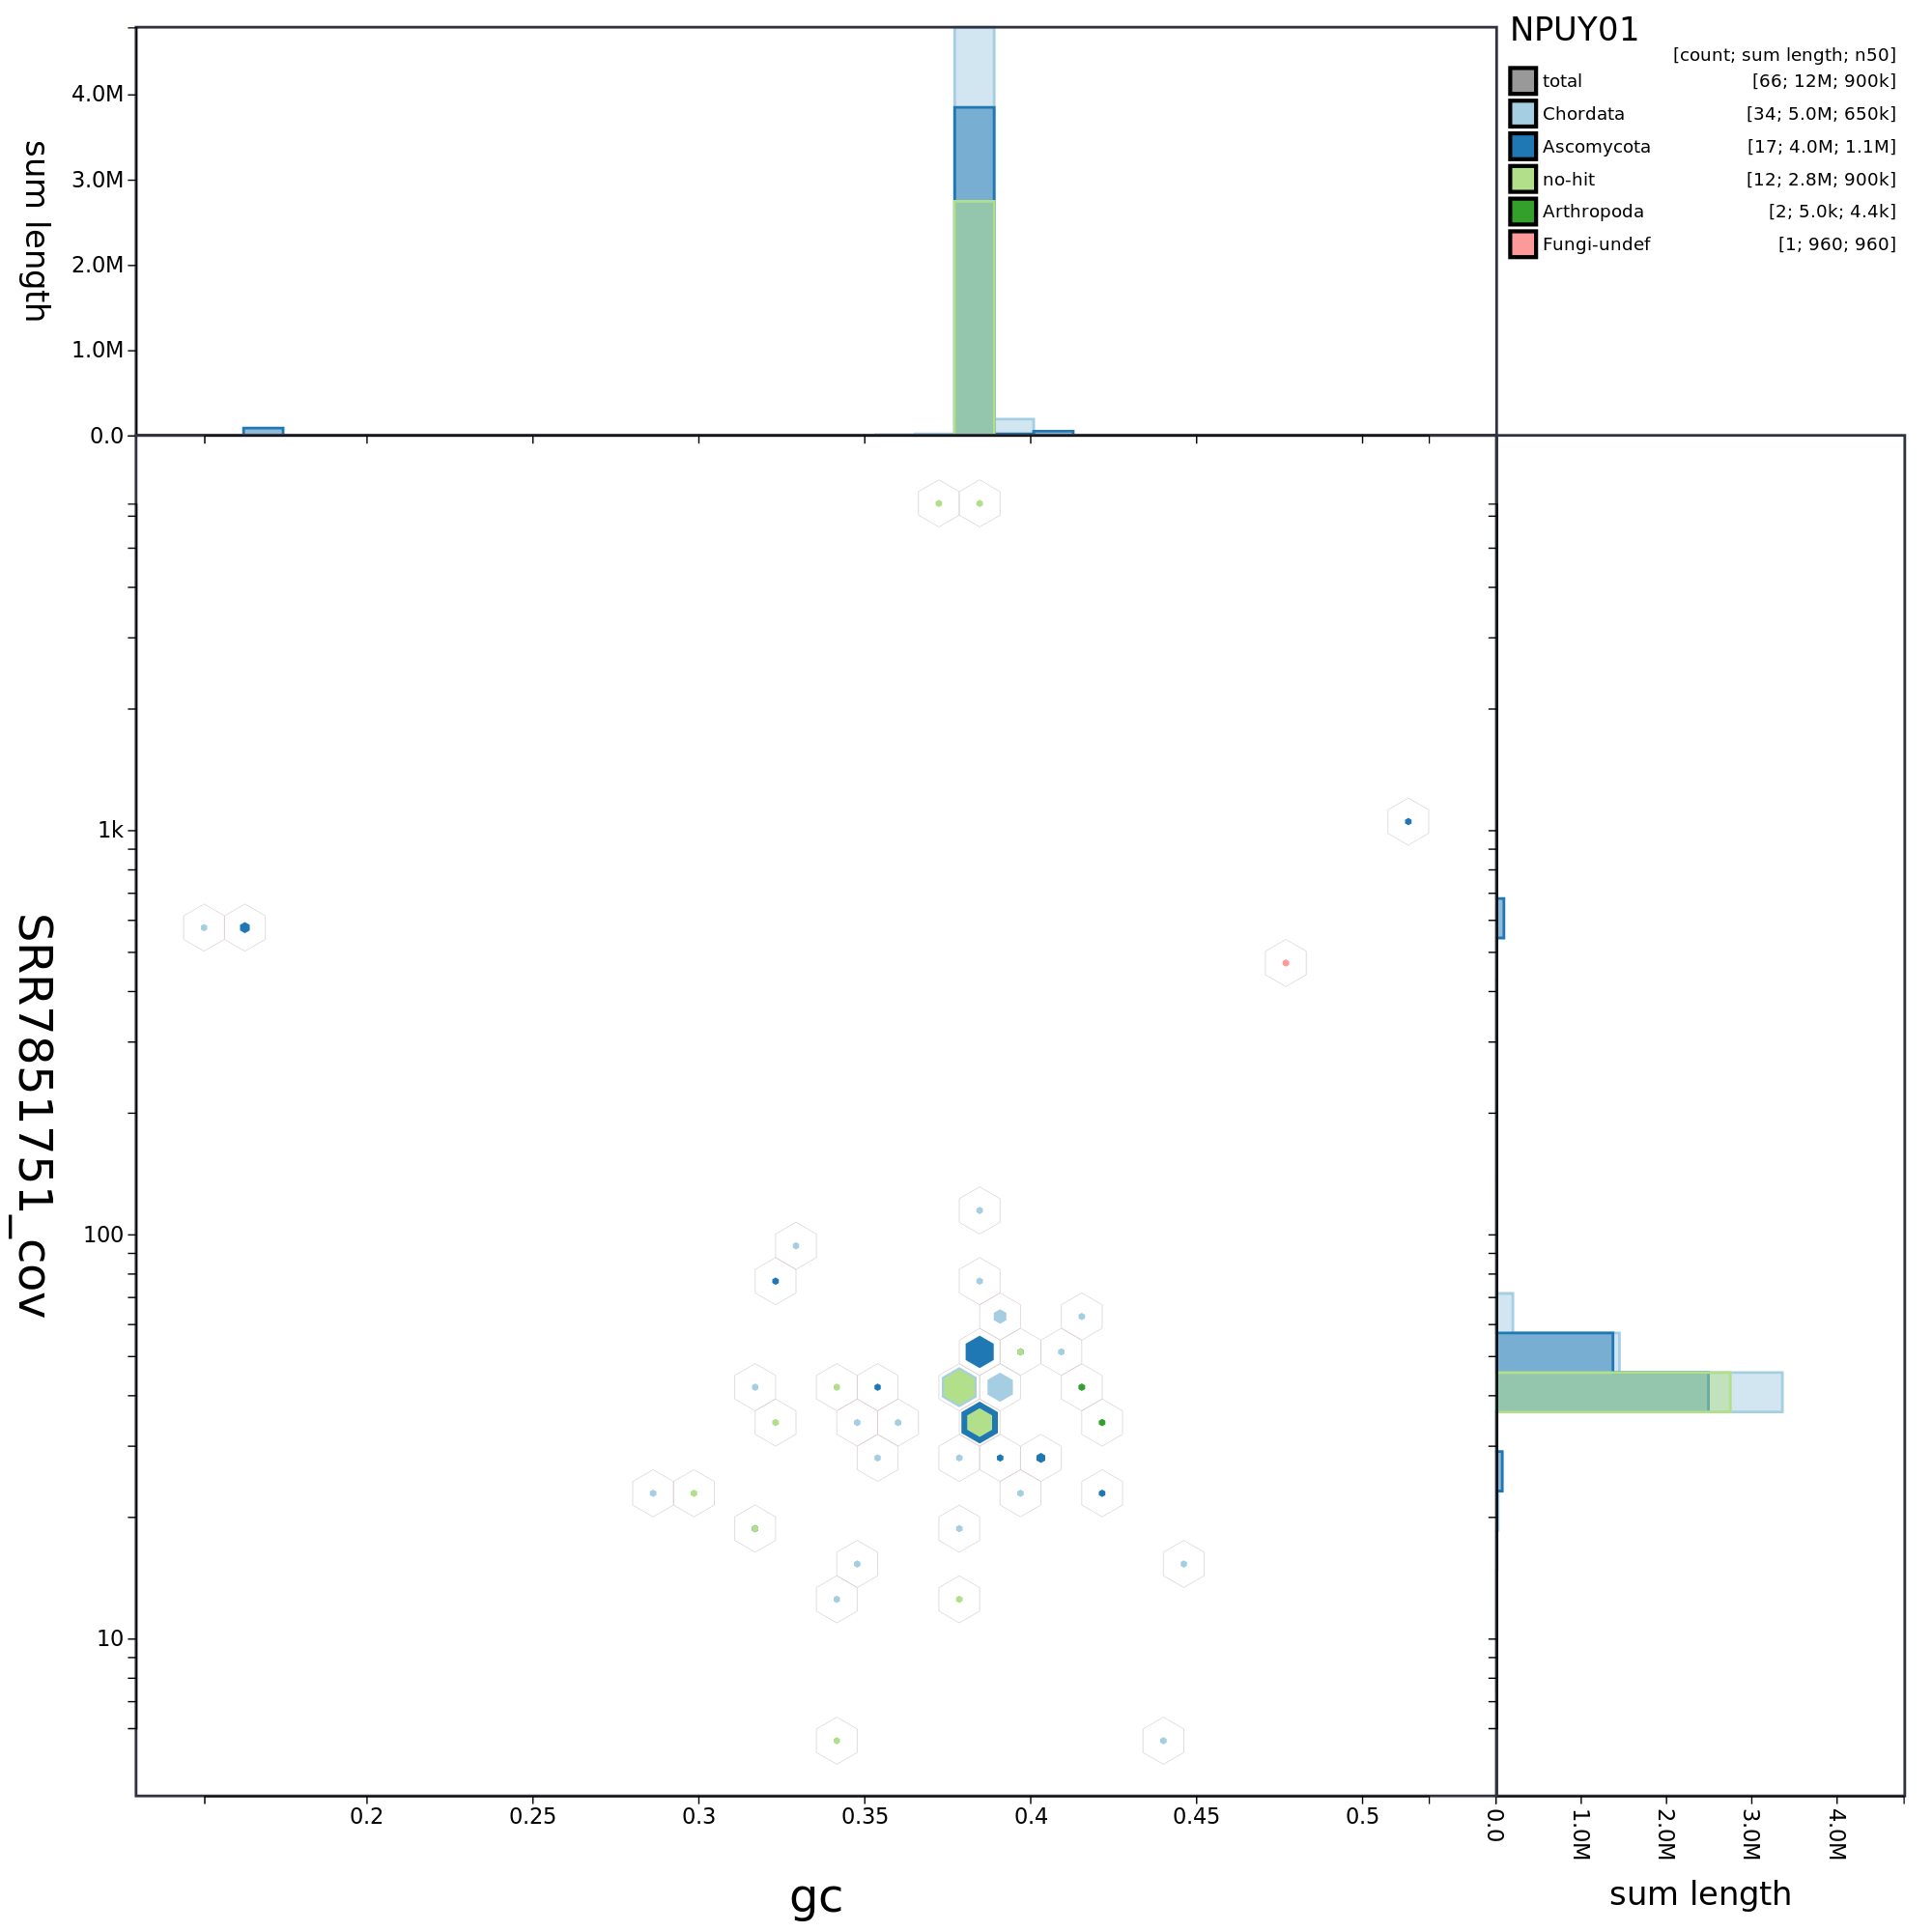 NPUY01
[count; sum length; n50]
total [66; 12M; 900k]
Chordata [34; 5.0M; 650k]
Ascomycota [17; 4.0M; 1.1M]
no-hit [12; 2.8M; 900k]
Arthropoda [2; 5.0k; 4.4k]
Fungi-undef [1; 960; 960]
sum length
4.0M
3.0M
2.0M
1.0M
0.0
SRR7851751_cov
1k
100
10
0.2 0.25 0.3 0.35 0.4 0.45 0.5
gc
0.0 1.0M 2.0M 3.0M 4.0M
sum length